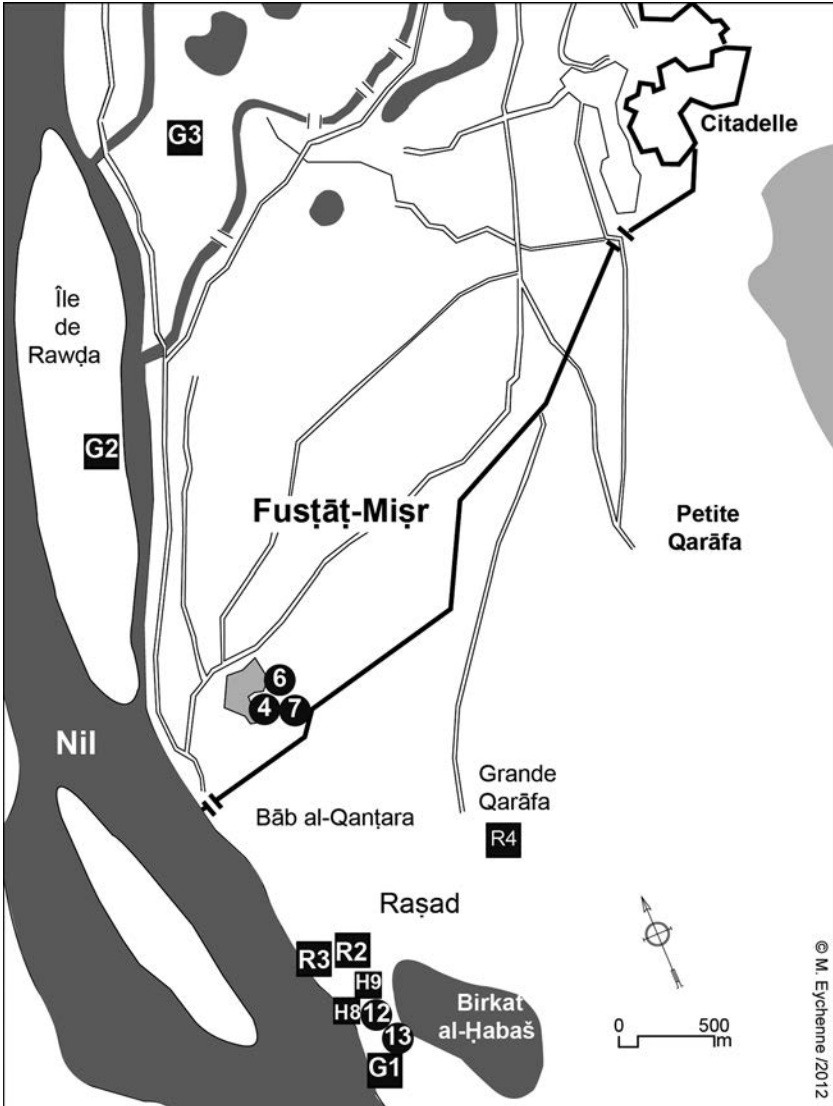 Citadelle
G3
Île
de
Rawḍa
G2
Fusṭāṭ-Miṣr
Petite
Qarāfa
6
4
7
Nil
Grande
Qarāfa
Bāb al-Qanṭara
R4
Raṣad
R3
R2
H9
H8
12
13
G1
Birkat
al-Ḥabaš
0 500
m
© M. Eychenne /2012